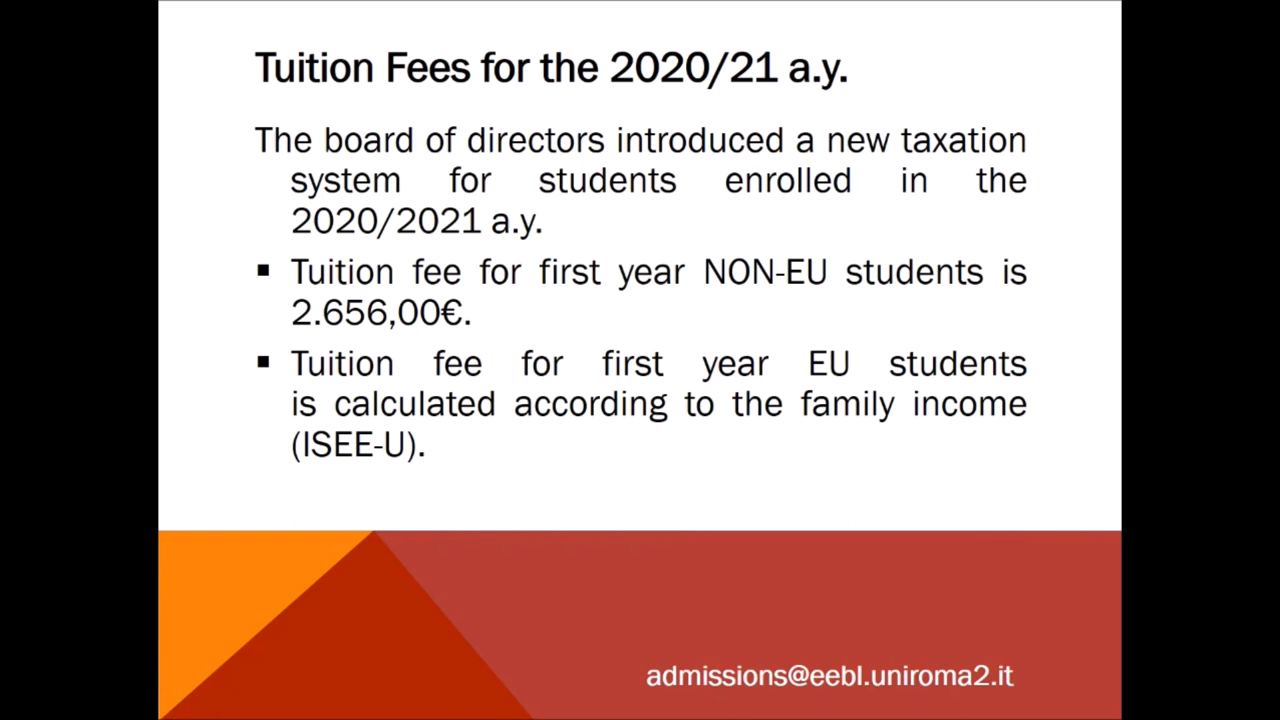 Tuition Fees for the 2020/21 a.y.
The board of directors introduced a new taxation
system for students enrolled in the
2020/2021 a.y.
▪ Tuition fee for first year NON-EU students is
2.656,00€.
▪ Tuition fee for first year EU students
is calculated according to the family income
(ISEE-U).
admissions@eebl.uniroma2.it